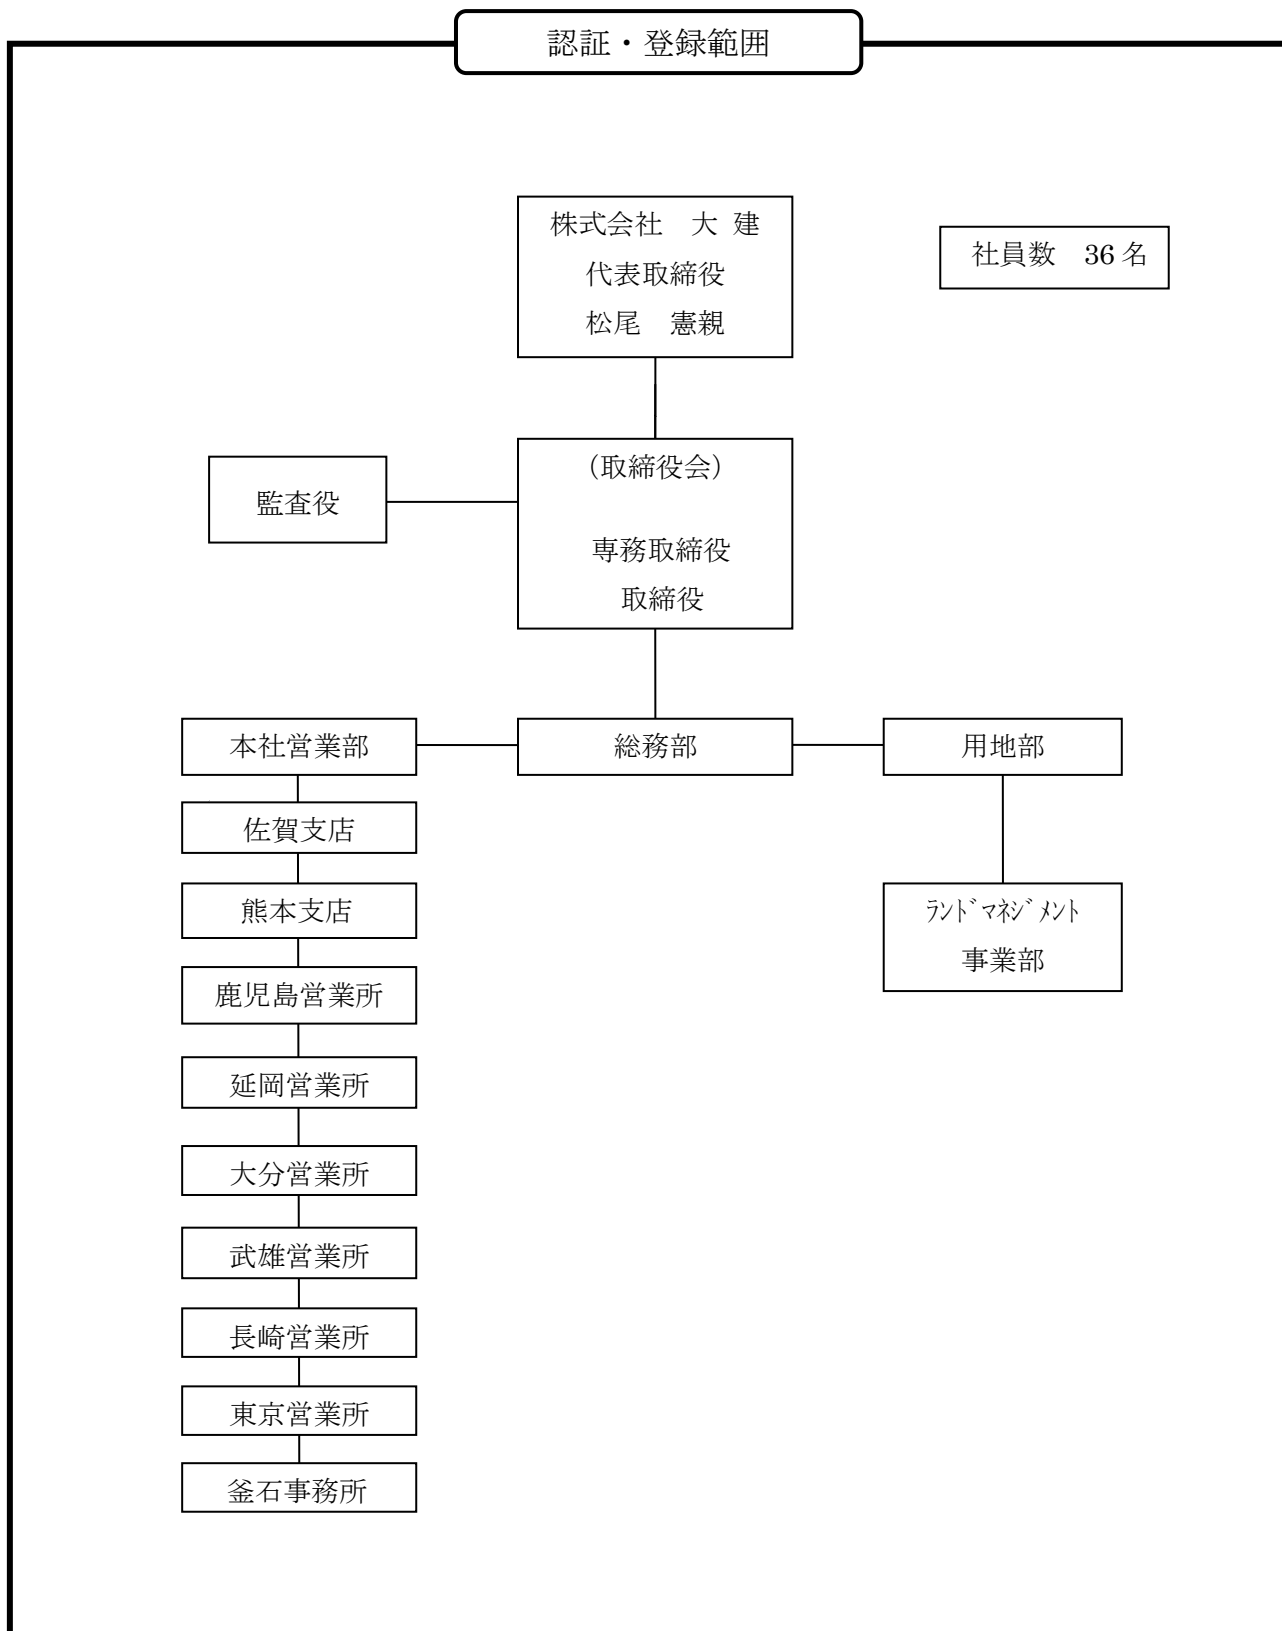 認証・登録範囲
株式会社　大 建
代表取締役
松尾　憲親
社員数　36 名
(取締役会)
専務取締役
取締役
監査役
本社営業部
総務部
用地部
佐賀支店
熊本支店
鹿児島営業所
延岡営業所
大分営業所
武雄営業所
長崎営業所
東京営業所
釜石事務所
ﾗﾝﾄﾞﾏﾈｼﾞﾒﾝﾄ
事業部